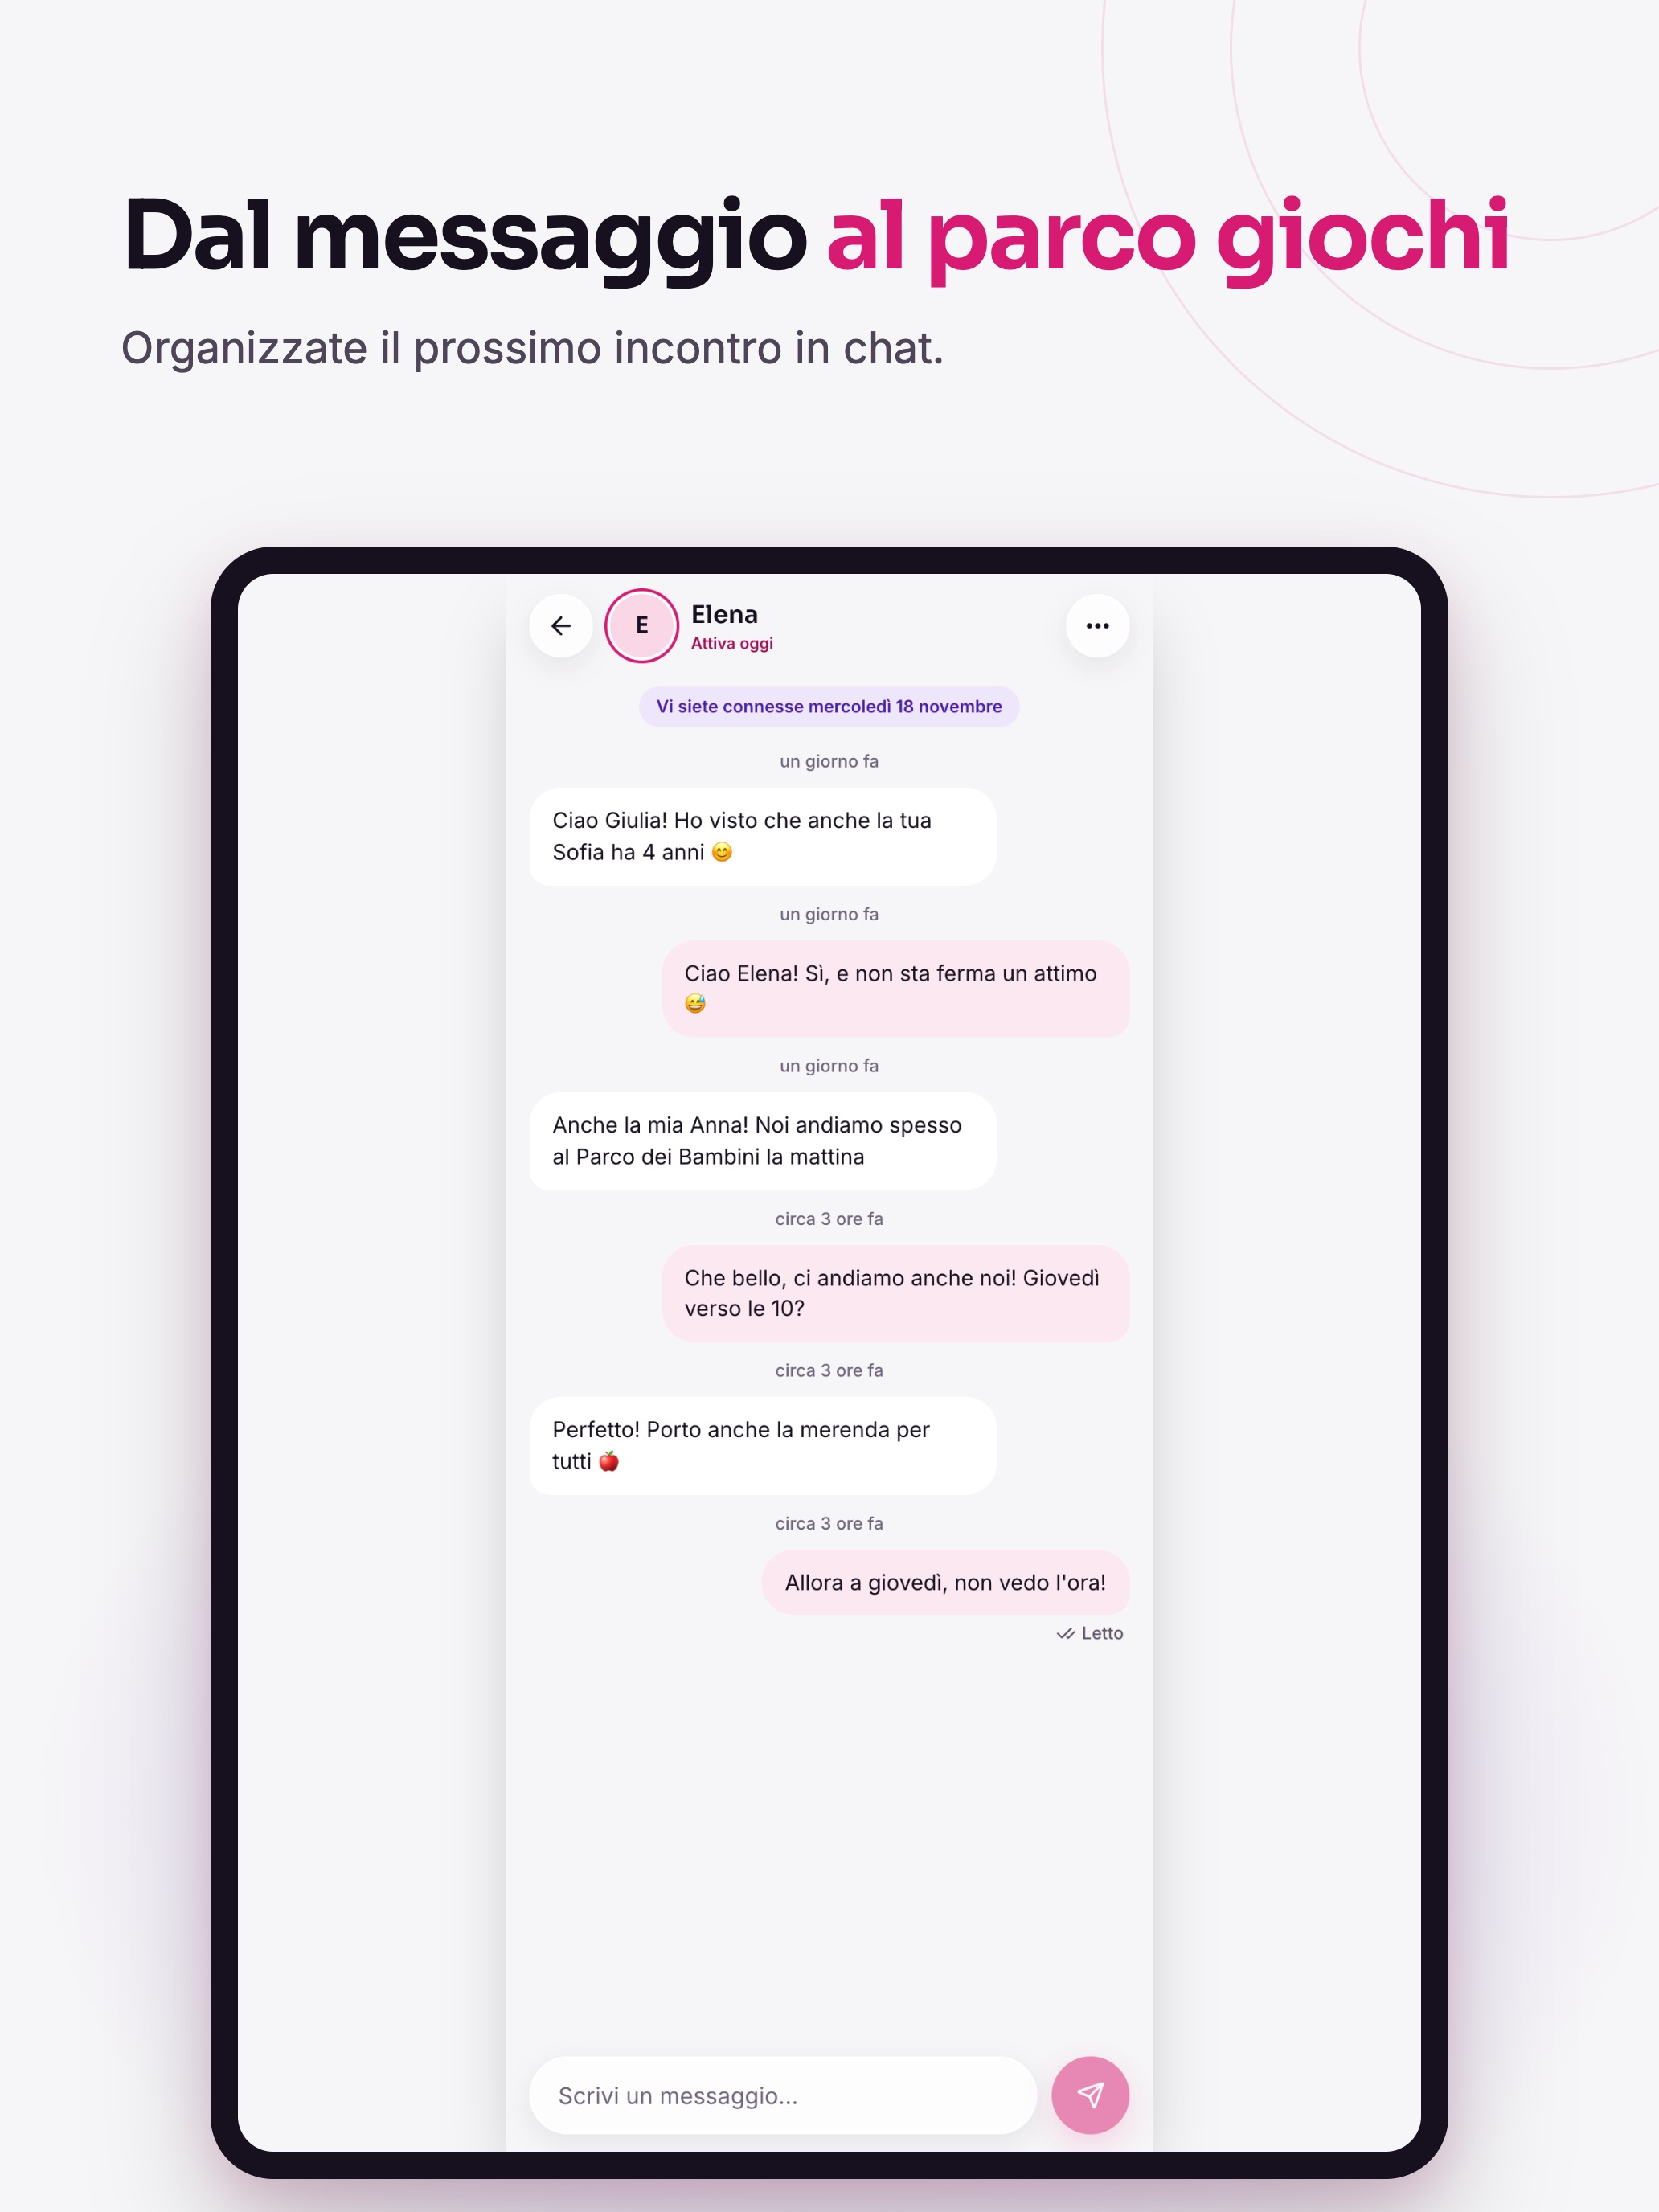 Dal messaggio al parco giochi
Organizzate il prossimo incontro in chat.
E
Elena
Attiva oggi
Vi siete connesse mercoledì 18 novembre
un giorno fa
Ciao Giulia! Ho visto che anche la tua
Sofia ha 4 anni 😊
un giorno fa
Ciao Elena! Sì, e non sta ferma un attimo
😅
un giorno fa
Anche la mia Anna! Noi andiamo spesso
al Parco dei Bambini la mattina
circa 3 ore fa
Che bello, ci andiamo anche noi! Giovedì
verso le 10?
circa 3 ore fa
Perfetto! Porto anche la merenda per
tutti 🍎
circa 3 ore fa
Allora a giovedì, non vedo l'ora!
Letto
Scrivi un messaggio...